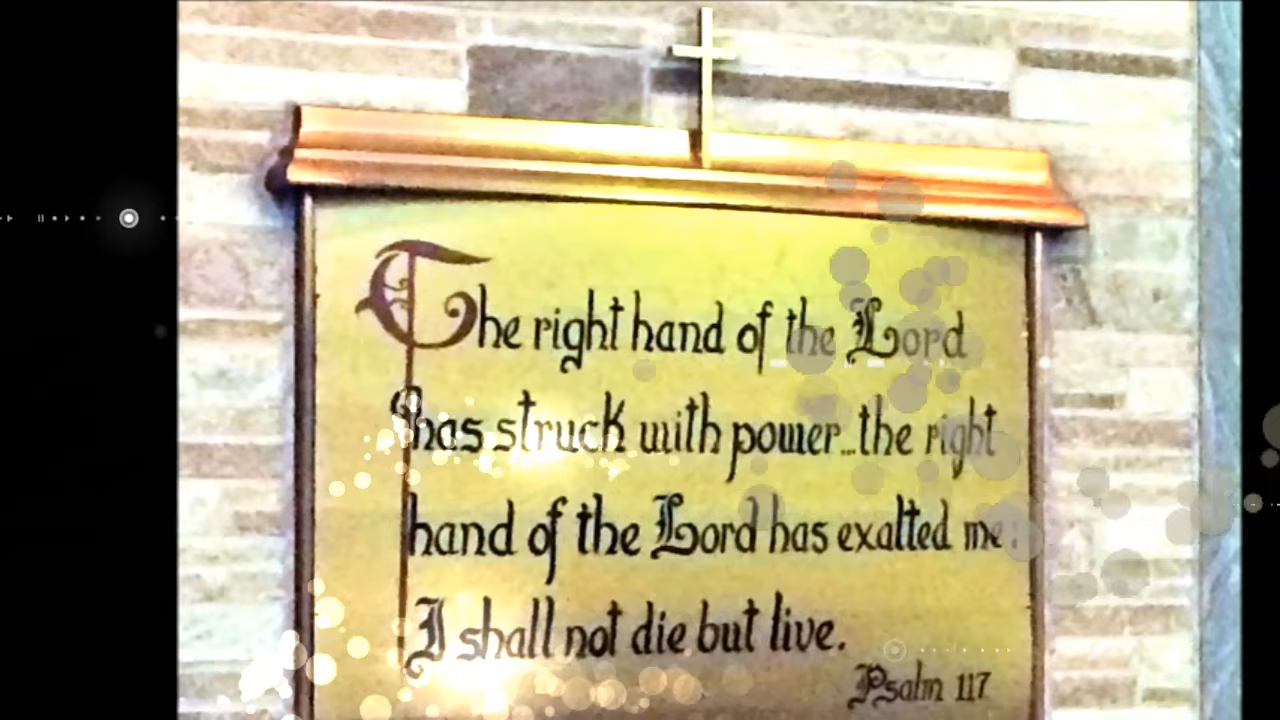 The right hand of the Lord
has struck with power...the right
hand of the Lord has exalted me.
I shall not die but live.
Psalm 117